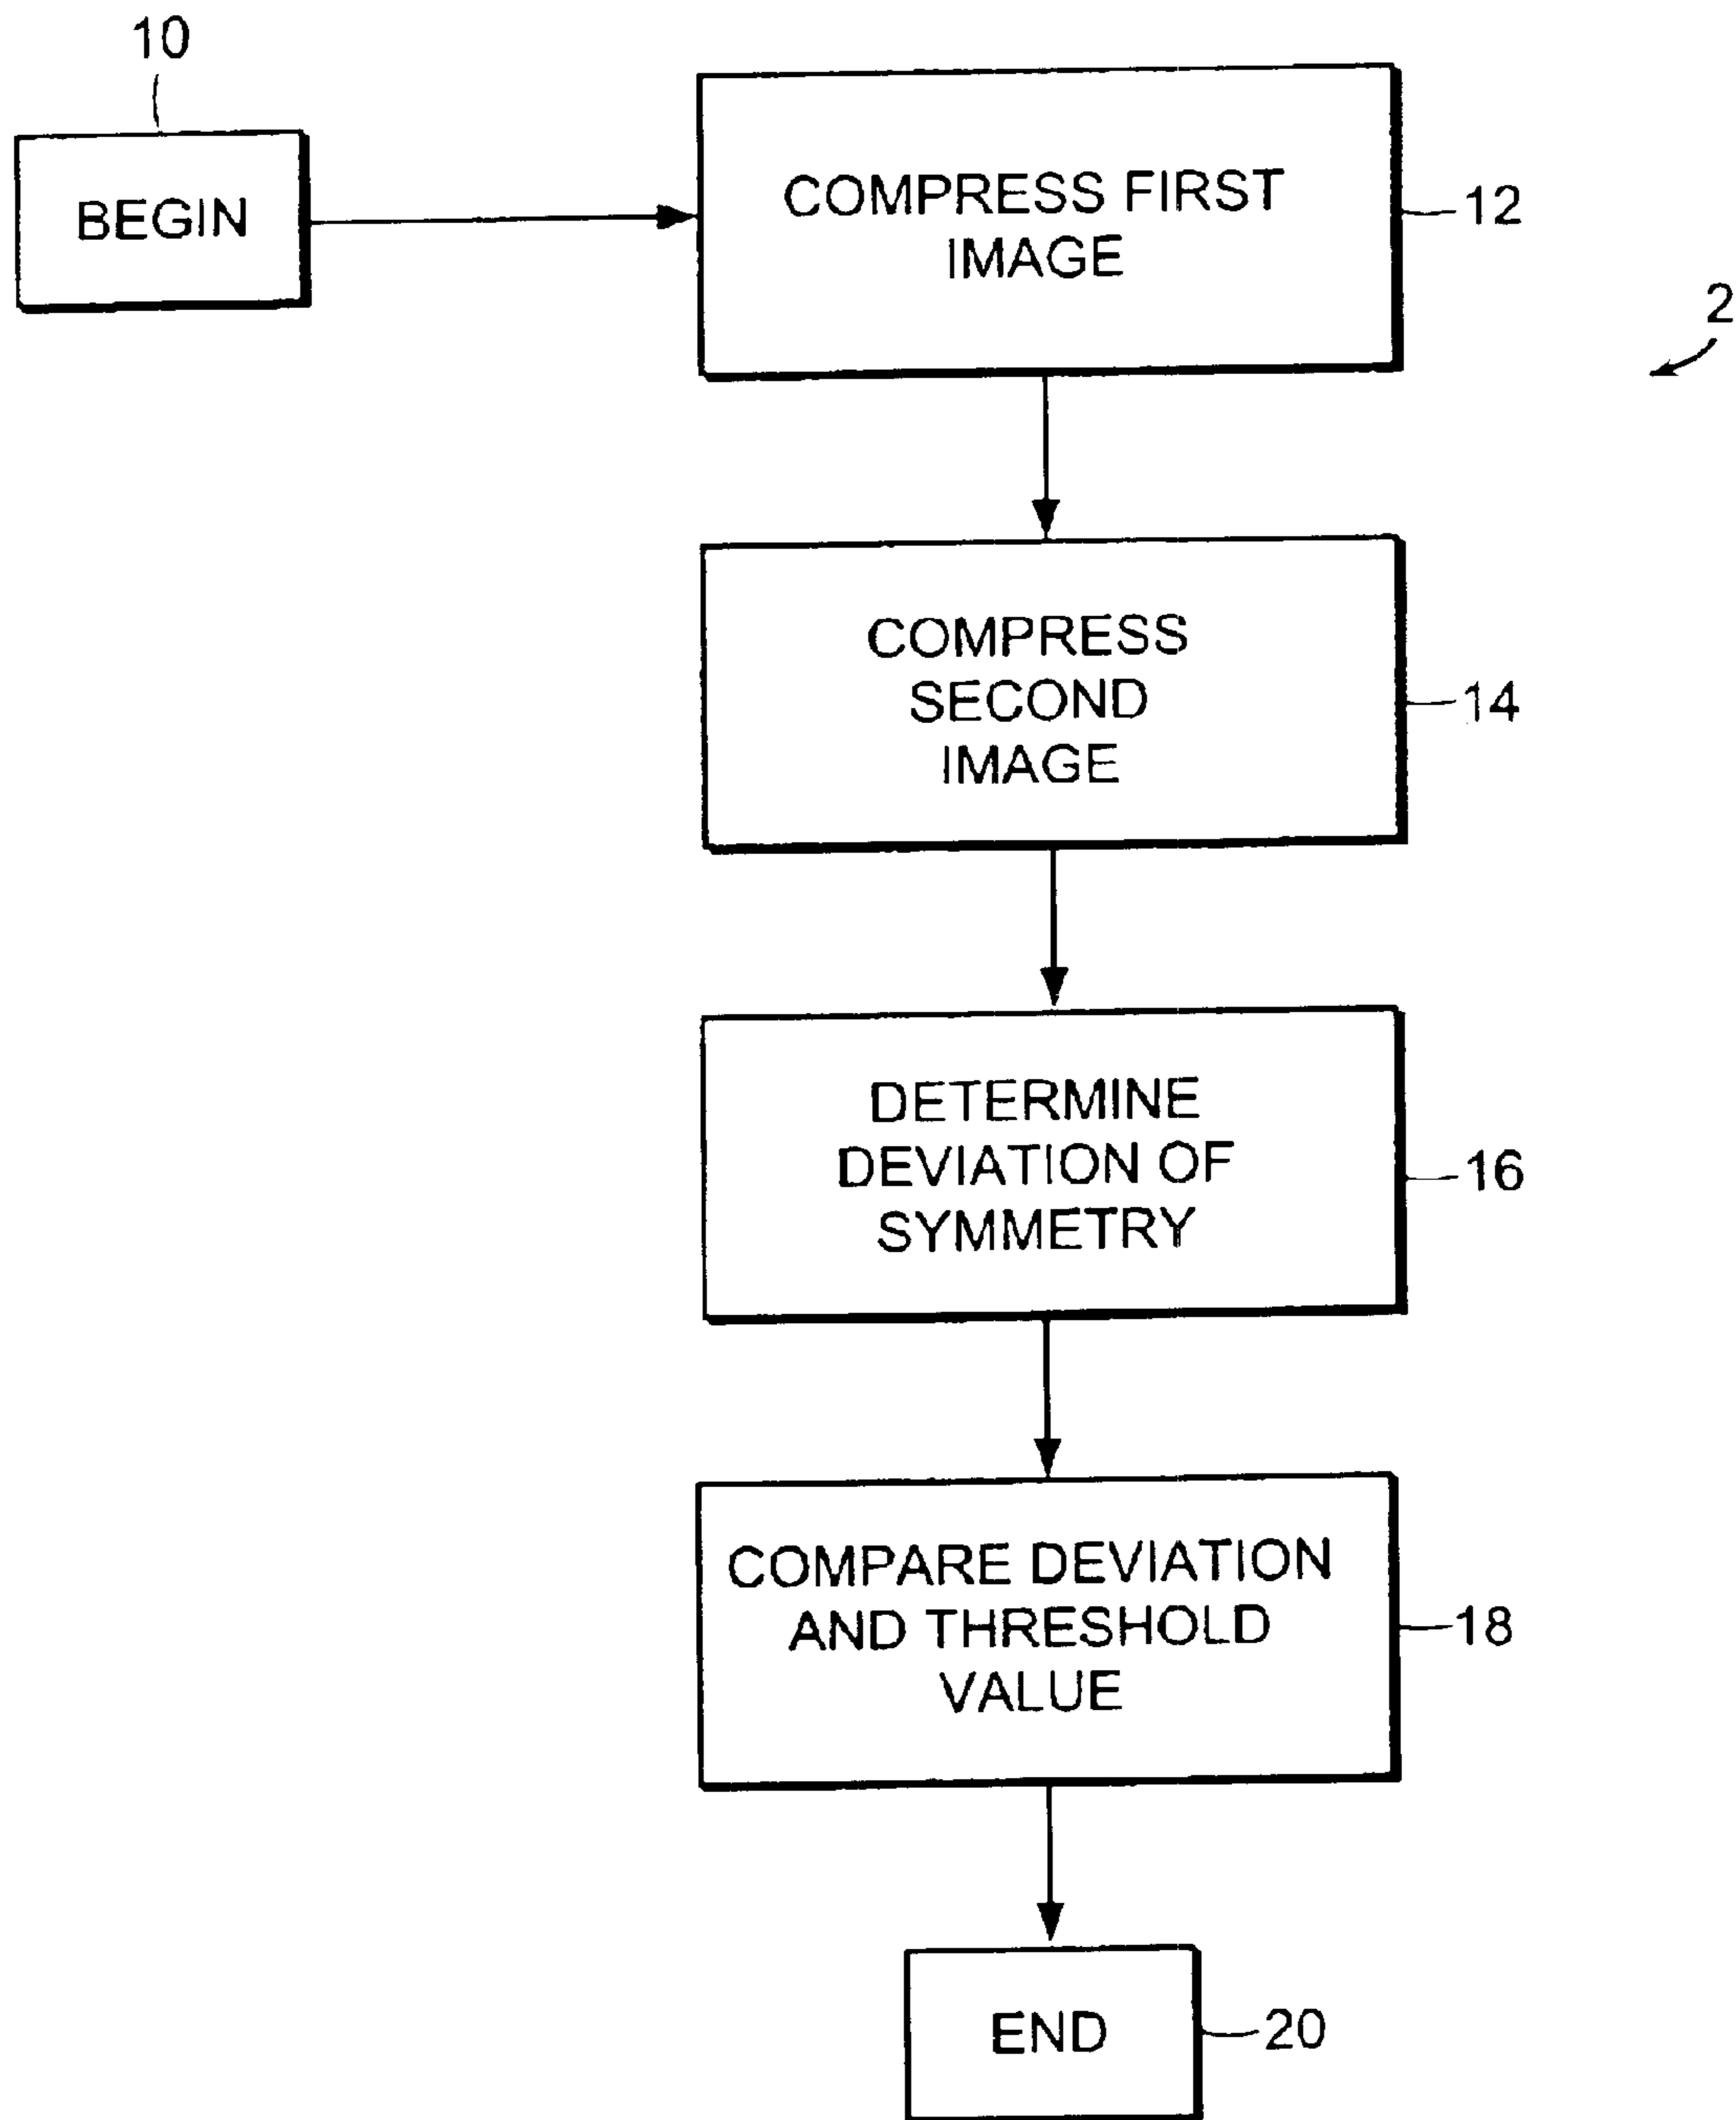 10
BEGIN
COMPRESS FIRST
IMAGE
12
2
COMPRESS
SECOND
IMAGE
14
DETERMINE
DEVIATION OF
SYMMETRY
16
COMPARE DEVIATION
AND THRESHOLD
VALUE
18
END
20